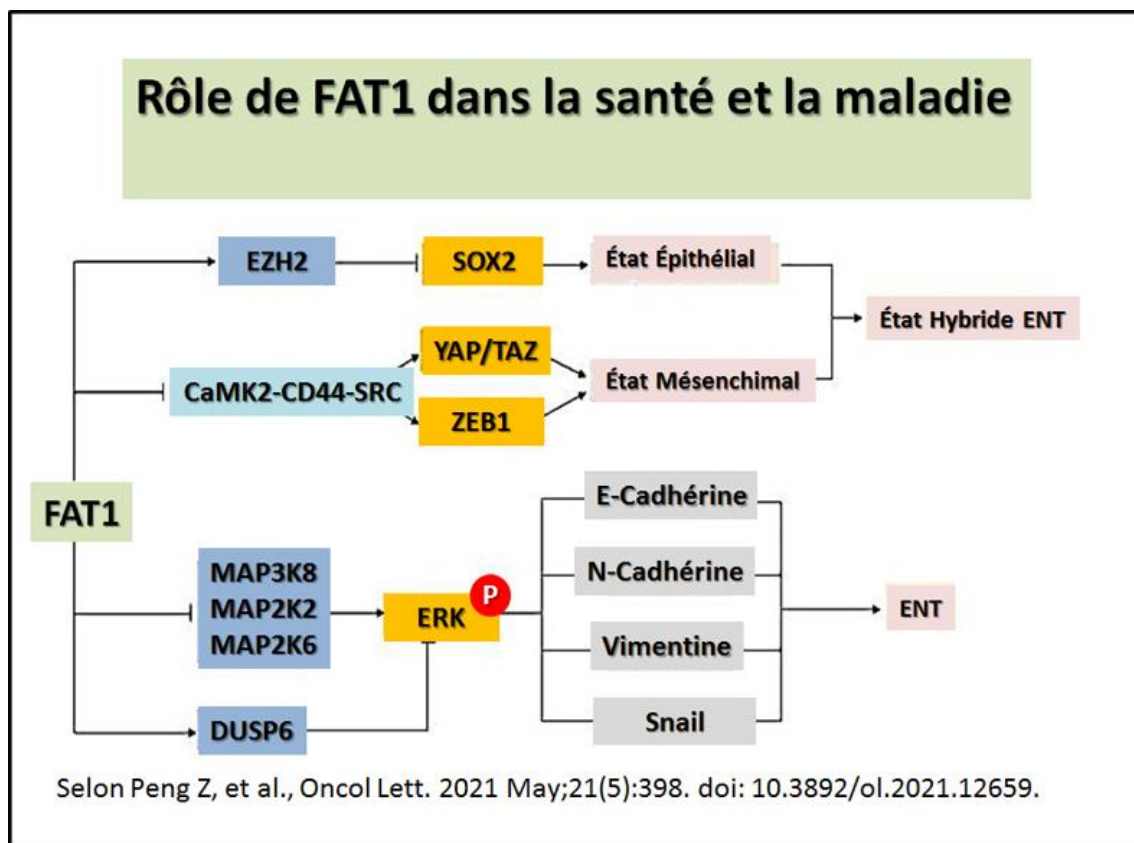 Rôle de FAT1 dans la santé et la maladie
EZH2
SOX2
État Épithélial
État Hybride ENT
YAP/TAZ
CaMK2-CD44-SRC
État Mésenchimal
ZEB1
FAT1
E-Cadhérine
MAP3K8
MAP2K2
MAP2K6
P
ERK
N-Cadhérine
ENT
Vimentine
DUSP6
Snail
Selon Peng Z, et al., Oncol Lett. 2021 May;21(5):398. doi: 10.3892/ol.2021.12659.